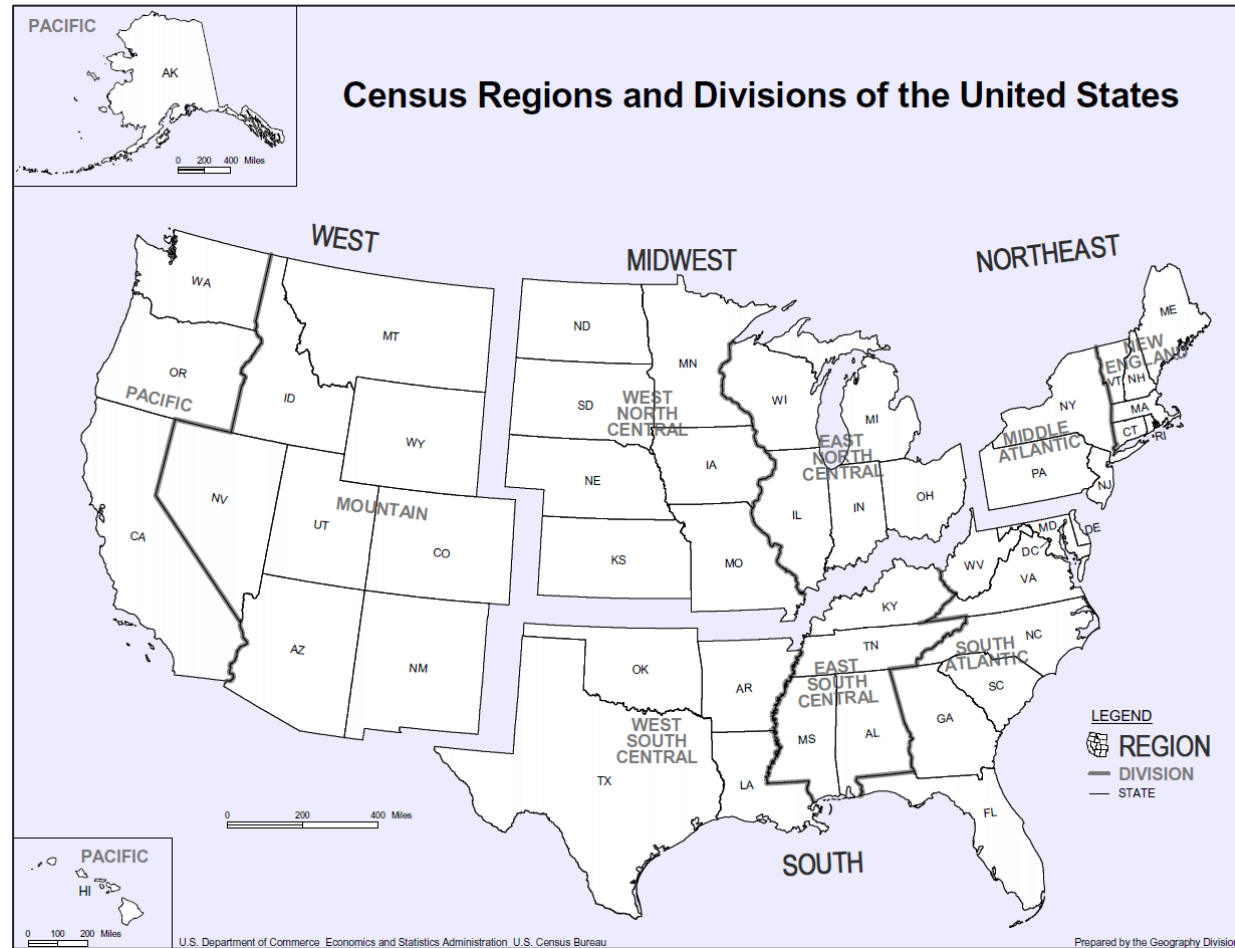 PACIFIC
AK
0 200 400 Miles
Census Regions and Divisions of the United States
WEST
MIDWEST
NORTHEAST
WA
MT
ND
MN
ME
OR
ID
SD
WI
MI
NY
VT
NH
NEW
ENGLAND
PACIFIC
WY
WEST
NORTH
CENTRAL
EAST
NORTH
CENTRAL
MIDDLE
ATLANTIC
MA
CT
RI
NV
UT
MOUNTAIN
CO
NE
IA
IL
IN
OH
PA
NJ
CA
KS
MO
WV
MD
DE
DC
VA
KY
AZ
NM
OK
AR
TN
NC
EAST
SOUTH
CENTRAL
SOUTH
ATLANTIC
SC
WEST
SOUTH
CENTRAL
MS
AL
GA
TX
LA
FL
LEGEND
REGION
DIVISION
STATE
0 200 400 Miles
SOUTH
PACIFIC
HI
0 100 200 Miles
U.S. Department of Commerce Economics and Statistics Administration U.S. Census Bureau
Prepared by the Geography Division